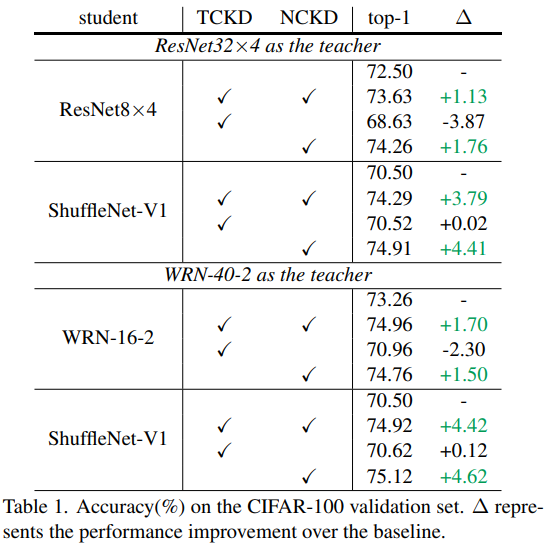 student TCKD NCKD top-1 Δ
ResNet32×4 as the teacher
ResNet8×4
72.50 -
✓ ✓ 73.63 +1.13
✓ 68.63 -3.87
✓ 74.26 +1.76
ShuffleNet-V1
70.50 -
✓ ✓ 74.29 +3.79
✓ 70.52 +0.02
✓ 74.91 +4.41
WRN-40-2 as the teacher
WRN-16-2
73.26 -
✓ ✓ 74.96 +1.70
✓ 70.96 -2.30
✓ 74.76 +1.50
ShuffleNet-V1
70.50 -
✓ ✓ 74.92 +4.42
✓ 70.62 +0.12
✓ 75.12 +4.62
Table 1. Accuracy(%) on the CIFAR-100 validation set. Δ repre-
sents the performance improvement over the baseline.